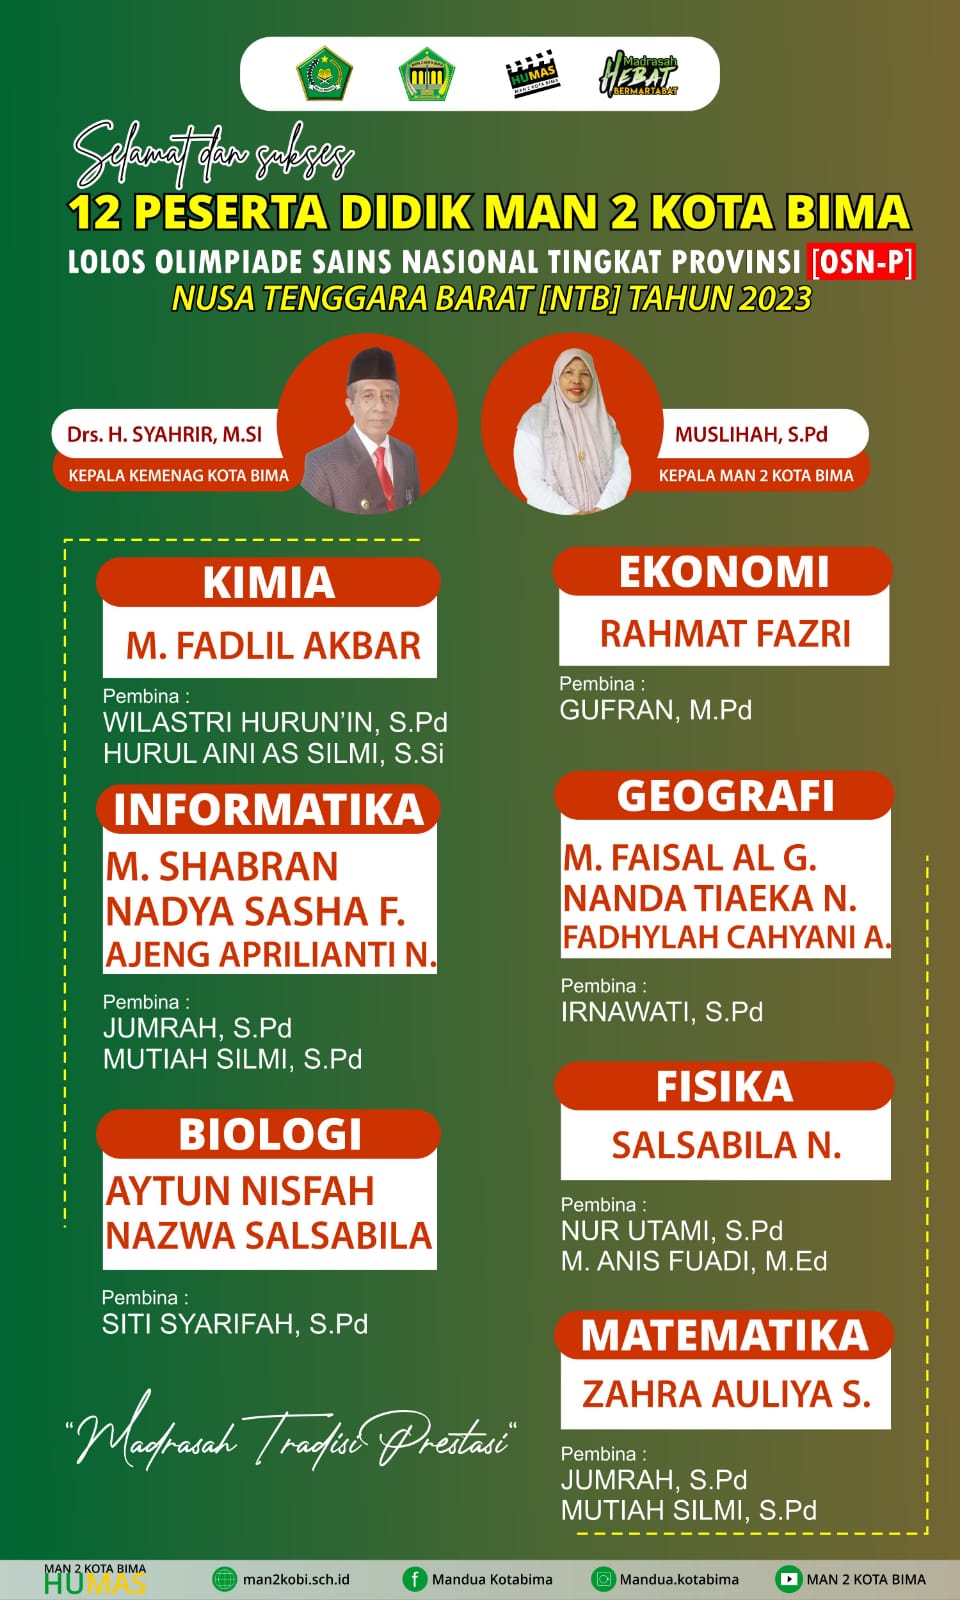 MAN 2 KOTA BIMA
HUMAS
MAN 2 KOTA BIMA
Madrasah
HEBAT
BERMARTABAT
Selamat dan sukses
12 PESERTA DIDIK MAN 2 KOTA BIMA
LOLOS OLIMPIADE SAINS NASIONAL TINGKAT PROVINSI [OSN-P]
NUSA TENGGARA BARAT [NTB] TAHUN 2023
Drs. H. SYAHRIR, M.SI
KEPALA KEMENAG KOTA BIMA
MUSLIHAH, S.Pd
KEPALA MAN 2 KOTA BIMA
KIMIA
M. FADLIL AKBAR
Pembina :
WILASTRI HURUN’IN, S.Pd
HURUL AINI AS SILMI, S.Si
INFORMATIKA
M. SHABRAN
NADYA SASHA F.
AJENG APRILIANTI N.
Pembina :
JUMRAH, S.Pd
MUTIAH SILMI, S.Pd
BIOLOGI
AYTUN NISFAH
NAZWA SALSABILA
Pembina :
SITI SYARIFAH, S.Pd
“Madrasah Tradisi Prestasi“
EKONOMI
RAHMAT FAZRI
Pembina :
GUFRAN, M.Pd
GEOGRAFI
M. FAISAL AL G.
NANDA TIAEKA N.
FADHYLAH CAHYANI A.
Pembina :
IRNAWATI, S.Pd
FISIKA
SALSABILA N.
Pembina :
NUR UTAMI, S.Pd
M. ANIS FUADI, M.Ed
MATEMATIKA
ZAHRA AULIYA S.
Pembina :
JUMRAH, S.Pd
MUTIAH SILMI, S.Pd
MAN 2 KOTA BIMA
HUMAS
man2kobi.sch.id
Mandua Kotabima
Mandua.kotabima
MAN 2 KOTA BIMA